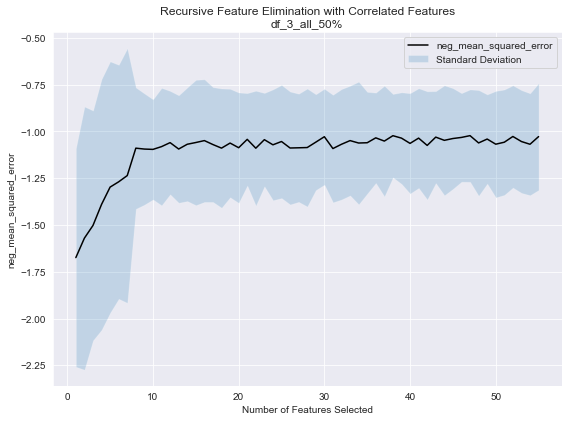 Recursive Feature Elimination with Correlated Features
df_3_all_50%
neg_mean_squared_error
Standard Deviation
neg_mean_squared_error
−0.50
−0.75
−1.00
−1.25
−1.50
−1.75
−2.00
−2.25
0 10 20 30 40 50
Number of Features Selected